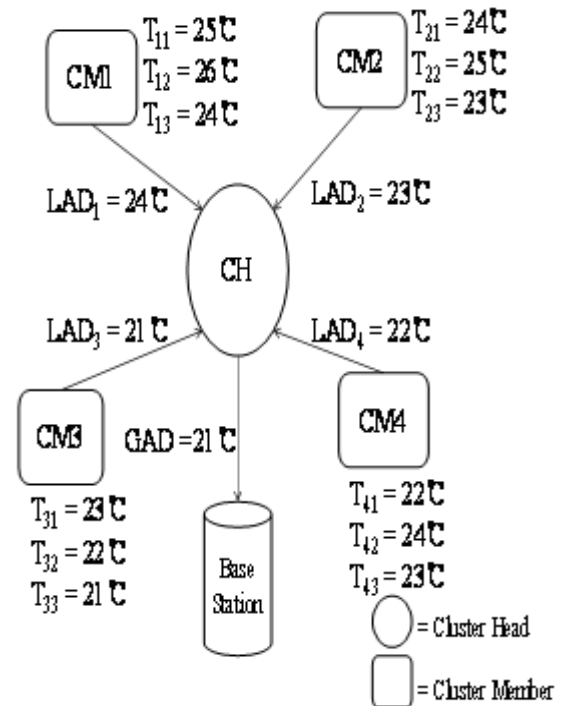 CM1
T11 = 25℃
T12 = 26℃
T13 = 24℃
CM2
T21 = 24℃
T22 = 25℃
T23 = 23℃
LAD1 = 24℃
LAD2 = 23℃
CH
LAD3 = 21℃
LAD4 = 22℃
CM3
GAD = 21℃
CM4
T31 = 23℃
T32 = 22℃
T33 = 21℃
T41 = 22℃
T42 = 24℃
T43 = 23℃
Base
Station
= Cluster Head
= Cluster Member